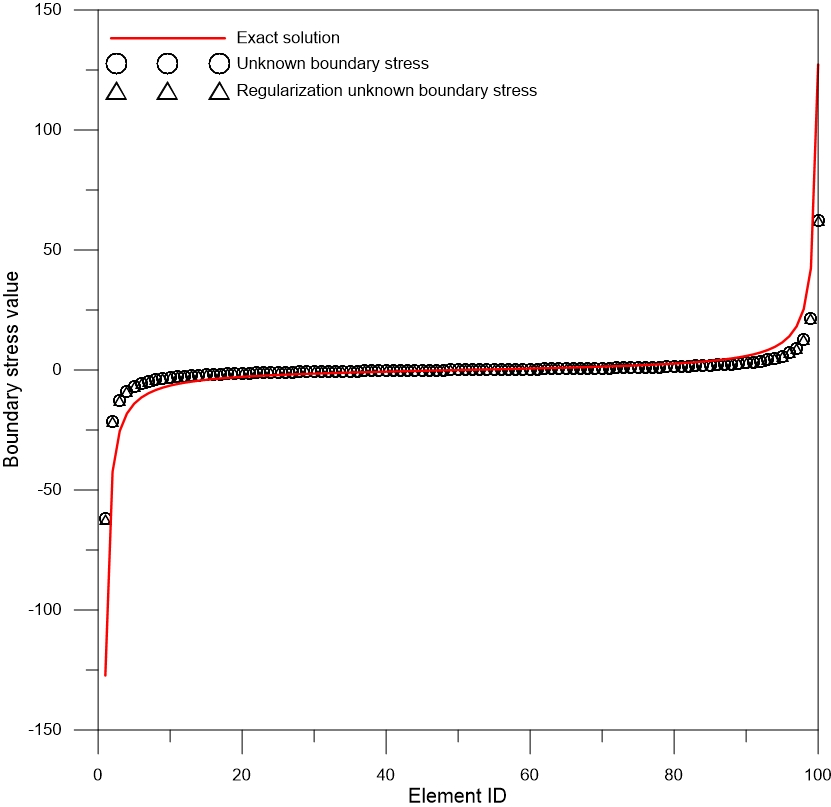 Exact solution
Unknown boundary stress
Regularization unknown boundary stress
150
100
50
0
-50
-100
-150
Boundary stress value
0 20 40 60 80 100
Element ID